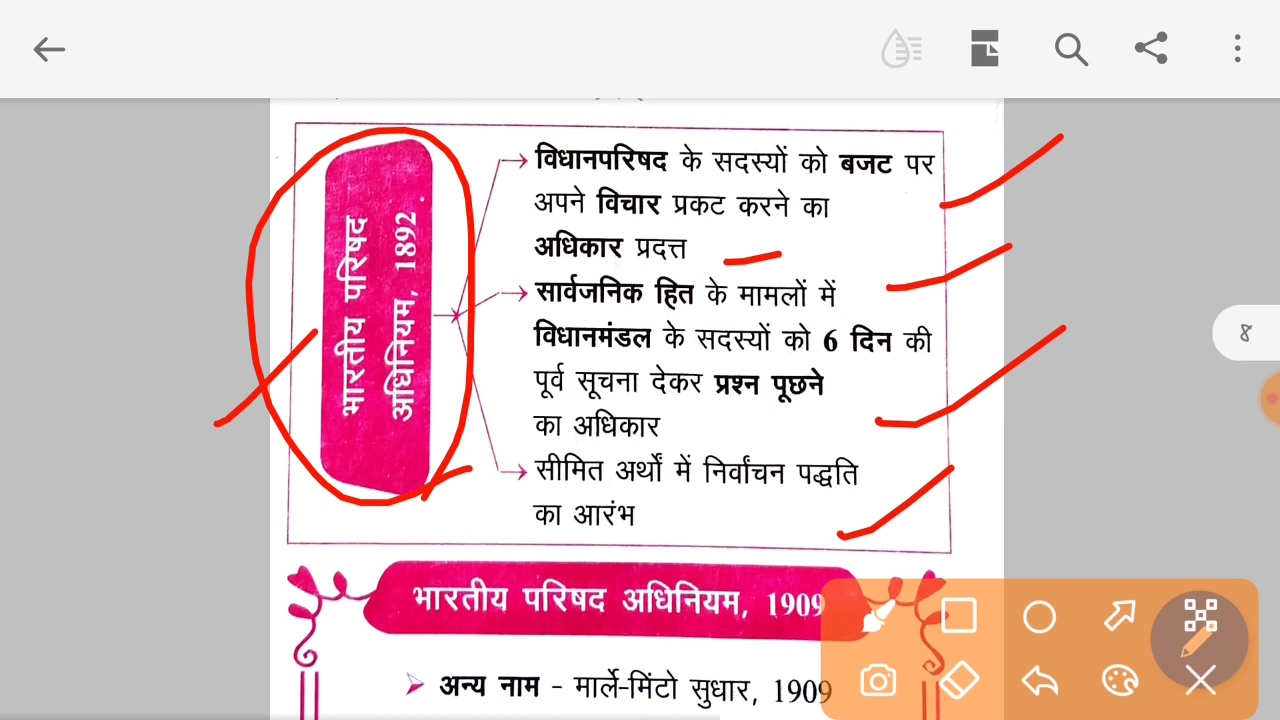 भारतीय परिषद
अधिनियम, 1892
विधानपरिषद के सदस्यों को बजट पर
अपने विचार प्रकट करने का
अधिकार प्रदत्त
सार्वजनिक हित के मामलों में
विधानमंडल के सदस्यों को 6 दिन की
पूर्व सूचना देकर प्रश्न पूछने
का अधिकार
सीमित अर्थों में निर्वाचन पद्धति
का आरंभ
8
भारतीय परिषद अधिनियम, 1909
अन्य नाम - मार्ले-मिंटो सुधार, 1909